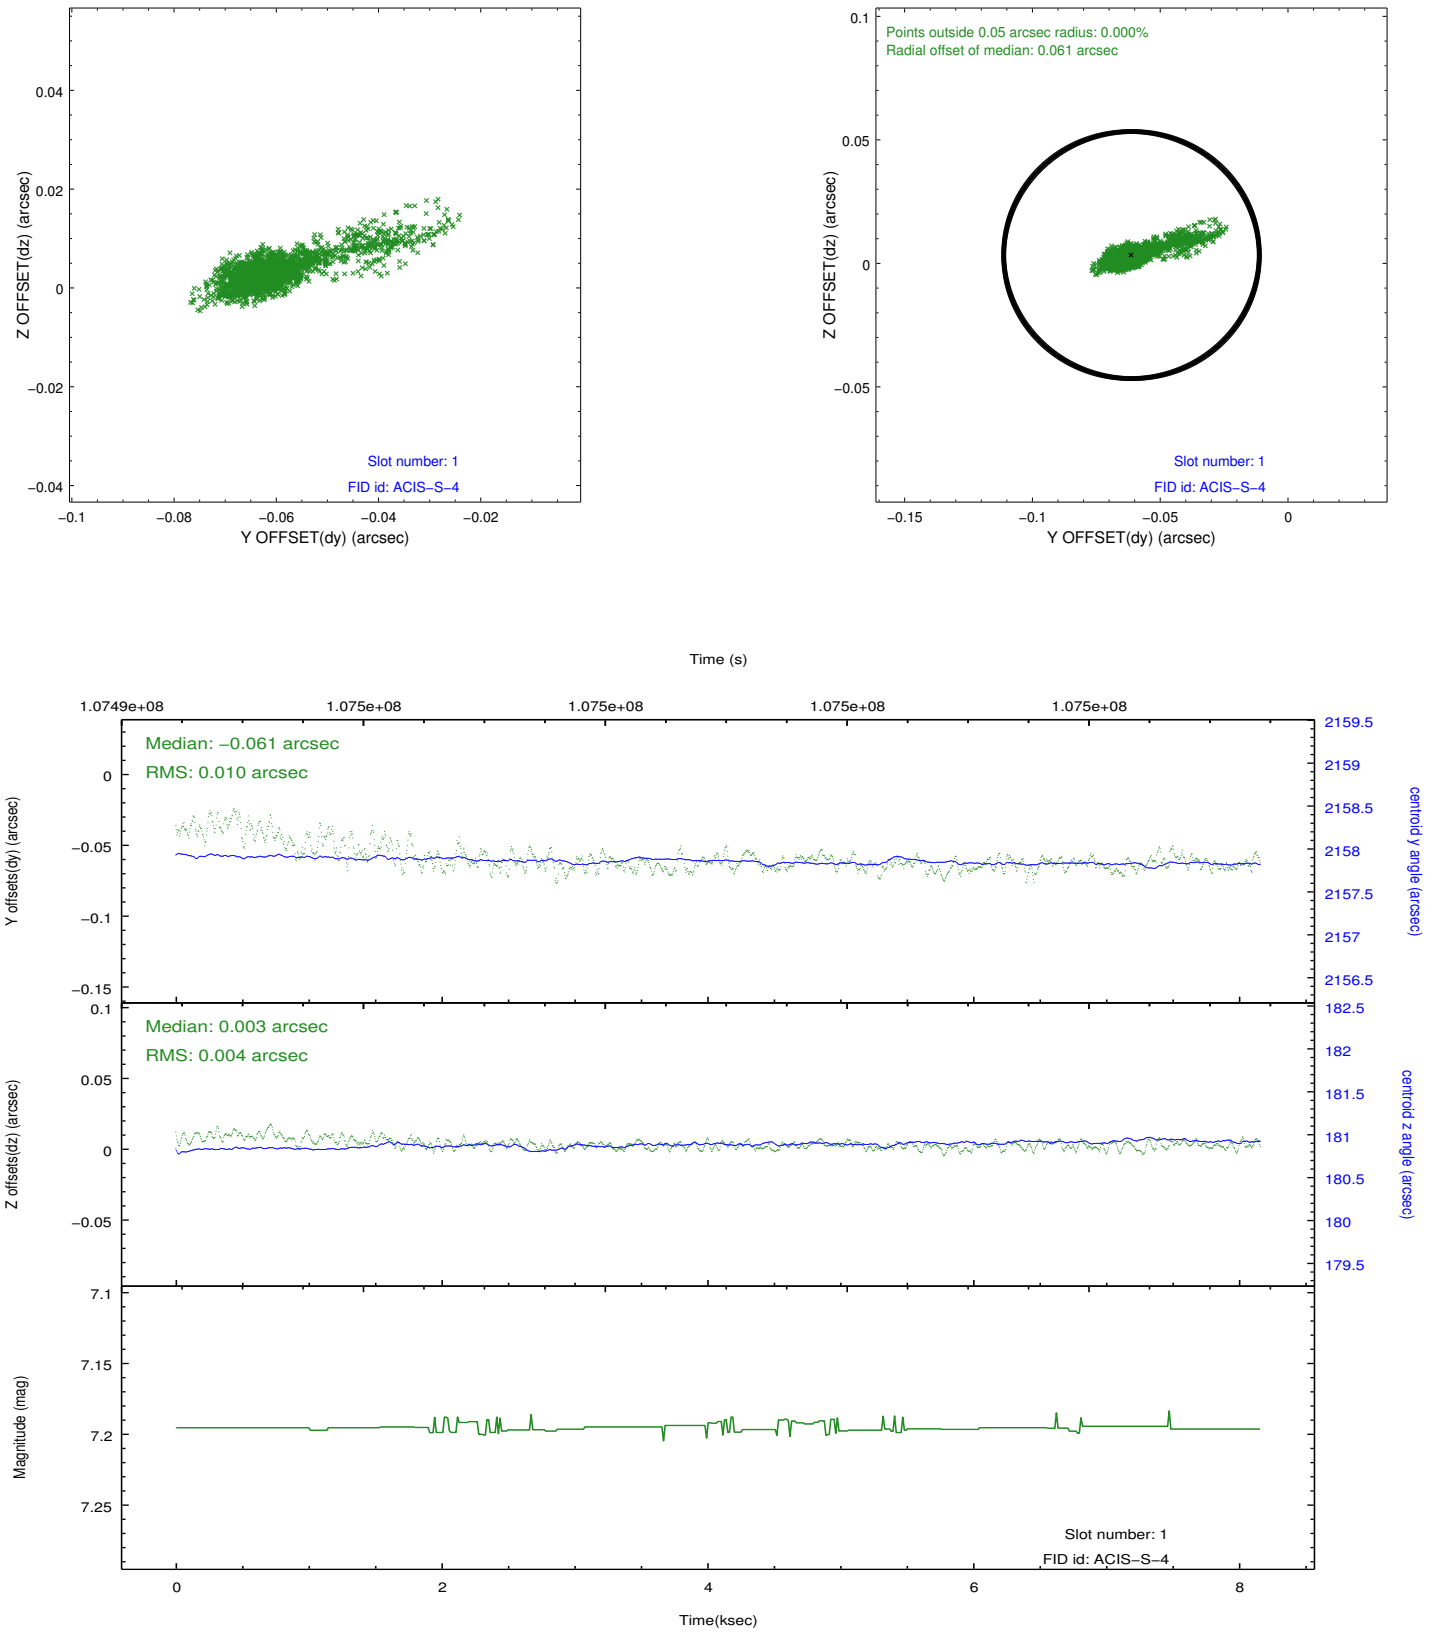 0.04
0.02
0
−0.02
−0.04
Z OFFSET(dz) (arcsec)
Slot number: 1
FID id: ACIS−S−4
−0.1
−0.08
−0.06
−0.04
−0.02
Y OFFSET(dy) (arcsec)
0.1
0.05
0
−0.05
Z OFFSET(dz) (arcsec)
Points outside 0.05 arcsec radius: 0.000%
Radial offset of median: 0.061 arcsec
Slot number: 1
FID id: ACIS−S−4
−0.15
−0.1
−0.05
0
Y OFFSET(dy) (arcsec)
Time (s)
1.0749e+08
1.075e+08
1.075e+08
1.075e+08
1.075e+08
Median: −0.061 arcsec
RMS: 0.010 arcsec
0
−0.05
−0.1
−0.15
Y offsets(dy) (arcsec)
2159.5
2159
2158.5
2158
2157.5
2157
2156.5
centroid y angle (arcsec)
Median: 0.003 arcsec
RMS: 0.004 arcsec
0.1
0.05
0
−0.05
Z offsets(dz) (arcsec)
182.5
182
181.5
181
180.5
180
179.5
centroid z angle (arcsec)
7.1
7.15
7.2
7.25
Magnitude (mag)
Slot number: 1
FID id: ACIS−S−4
0
2
4
6
8
Time(ksec)